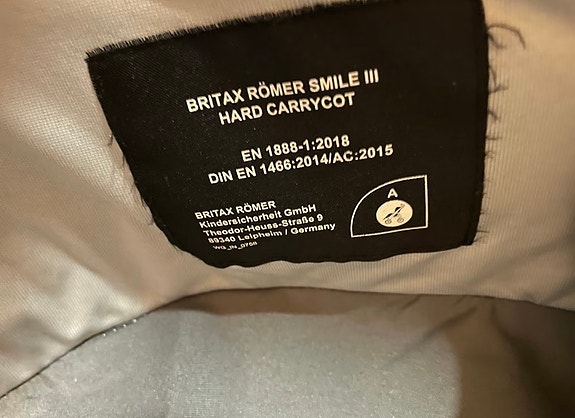 BRITAX RÖMER SMILE III
HARD CARRYCOT
EN 1888-1:2018
DIN EN 1466:2014/AC:2015
BRITAX RÖMER
Kindersicherheit GmbH
Theodor-Heuss-Straße 9
89340 Leipheim / Germany
WG_IN_0768
A